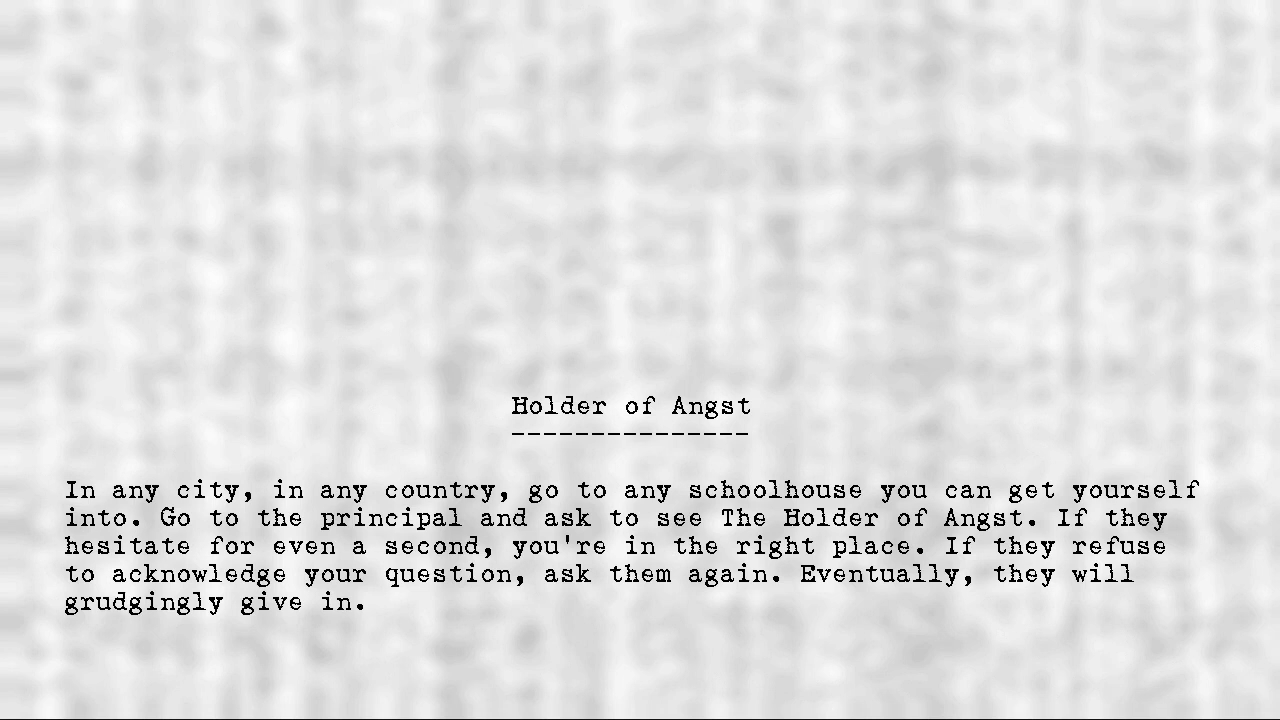 Holder of Angst
---------------
In any city, in any country, go to any schoolhouse you can get yourself
into. Go to the principal and ask to see The Holder of Angst. If they
hesitate for even a second, you're in the right place. If they refuse
to acknowledge your question, ask them again. Eventually, they will
grudgingly give in.